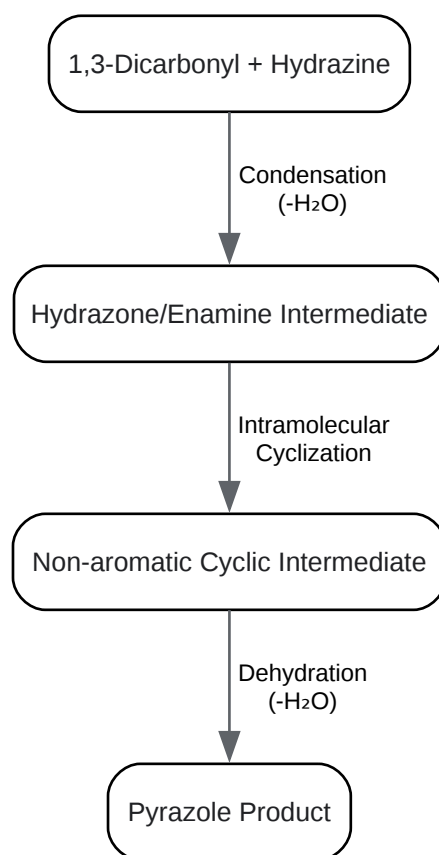 1,3-Dicarbonyl + Hydrazine
Condensation
(-H₂O)
Hydrazone/Enamine Intermediate
Intramolecular
Cyclization
Non-aromatic Cyclic Intermediate
Dehydration
(-H₂O)
Pyrazole Product